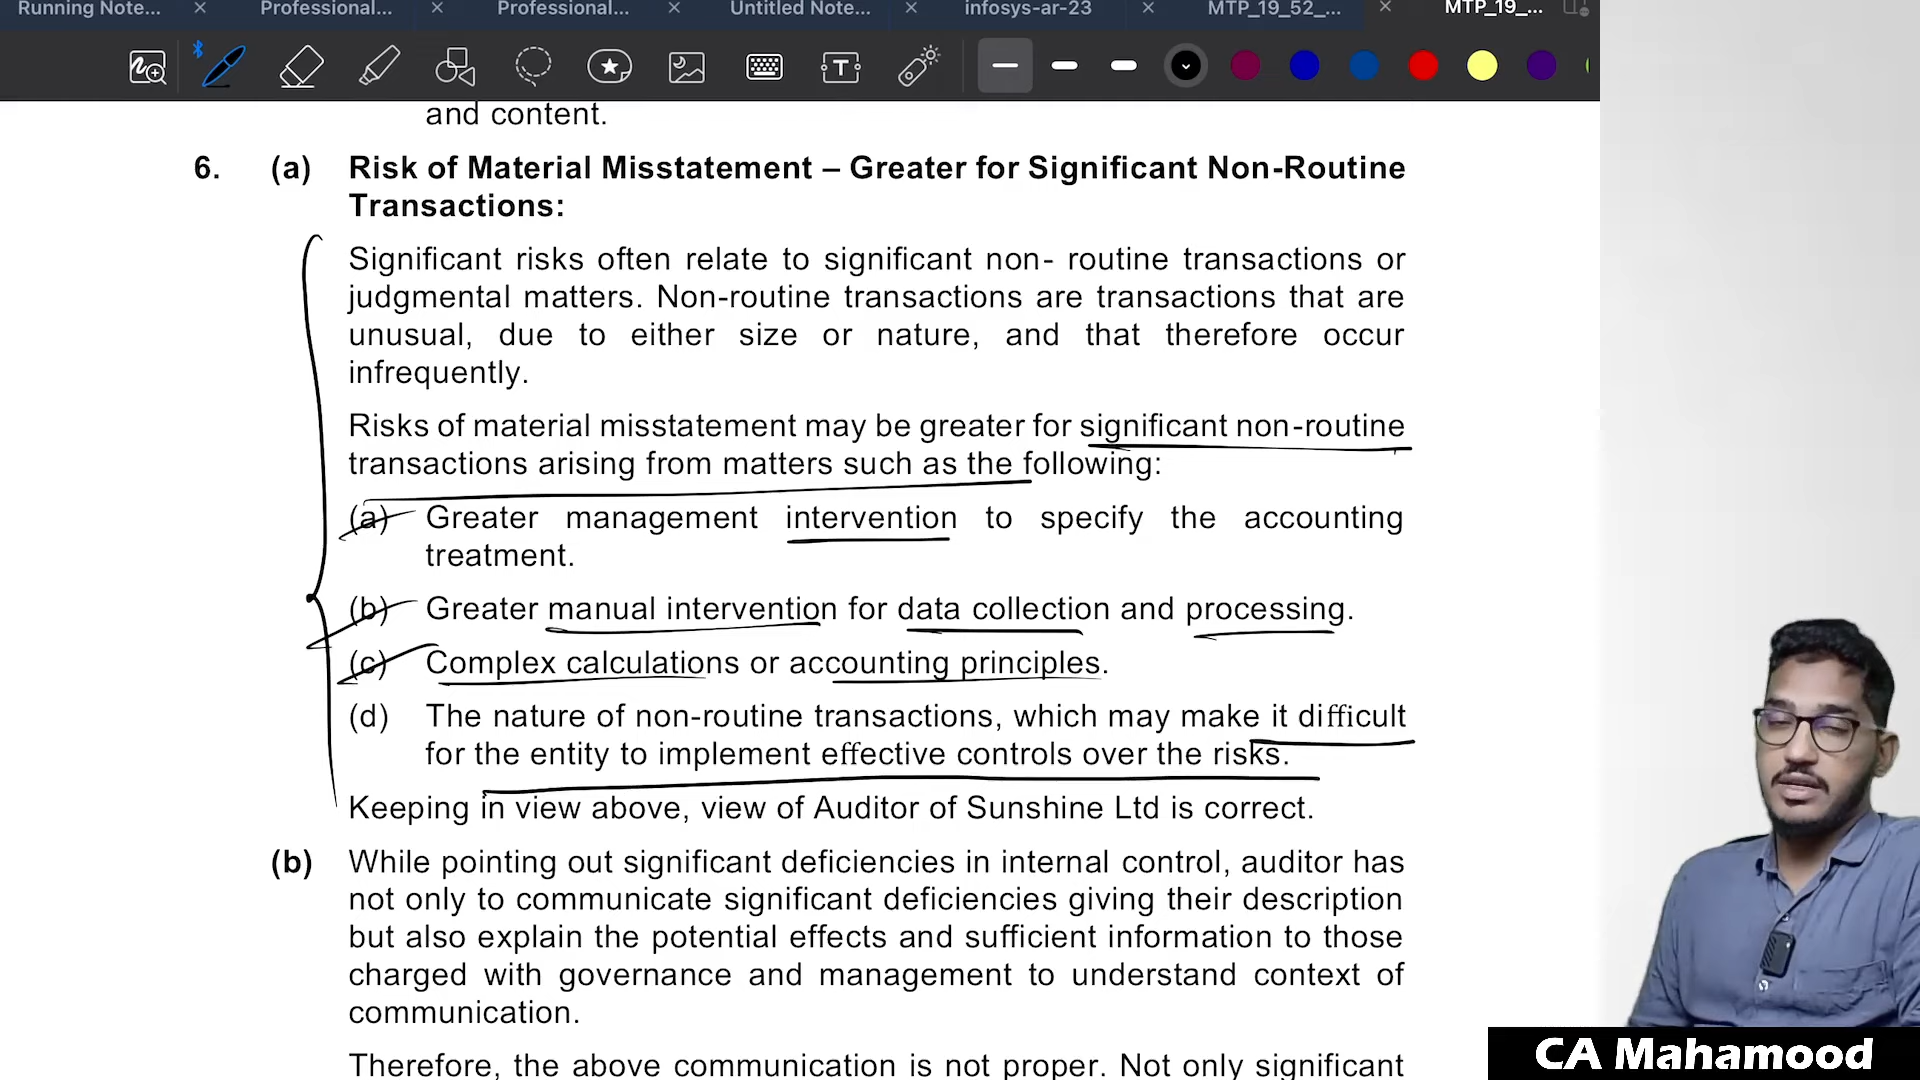 Running Note...
Professional...
Professional...
Untitled Note...
infosys-ar-23
MTP_19_52_...
MTP_19_...
and content.
6. (a) Risk of Material Misstatement – Greater for Significant Non-Routine
Transactions:
Significant risks often relate to significant non- routine transactions or
judgmental matters. Non-routine transactions are transactions that are
unusual, due to either size or nature, and that therefore occur
infrequently.
Risks of material misstatement may be greater for significant non-routine
transactions arising from matters such as the following:
(a) Greater management intervention to specify the accounting
treatment.
(b) Greater manual intervention for data collection and processing.
(c) Complex calculations or accounting principles.
(d) The nature of non-routine transactions, which may make it difficult
for the entity to implement effective controls over the risks.
Keeping in view above, view of Auditor of Sunshine Ltd is correct.
(b) While pointing out significant deficiencies in internal control, auditor has
not only to communicate significant deficiencies giving their description
but also explain the potential effects and sufficient information to those
charged with governance and management to understand context of
communication.
Therefore, the above communication is not proper. Not only significant
CA Mahamood